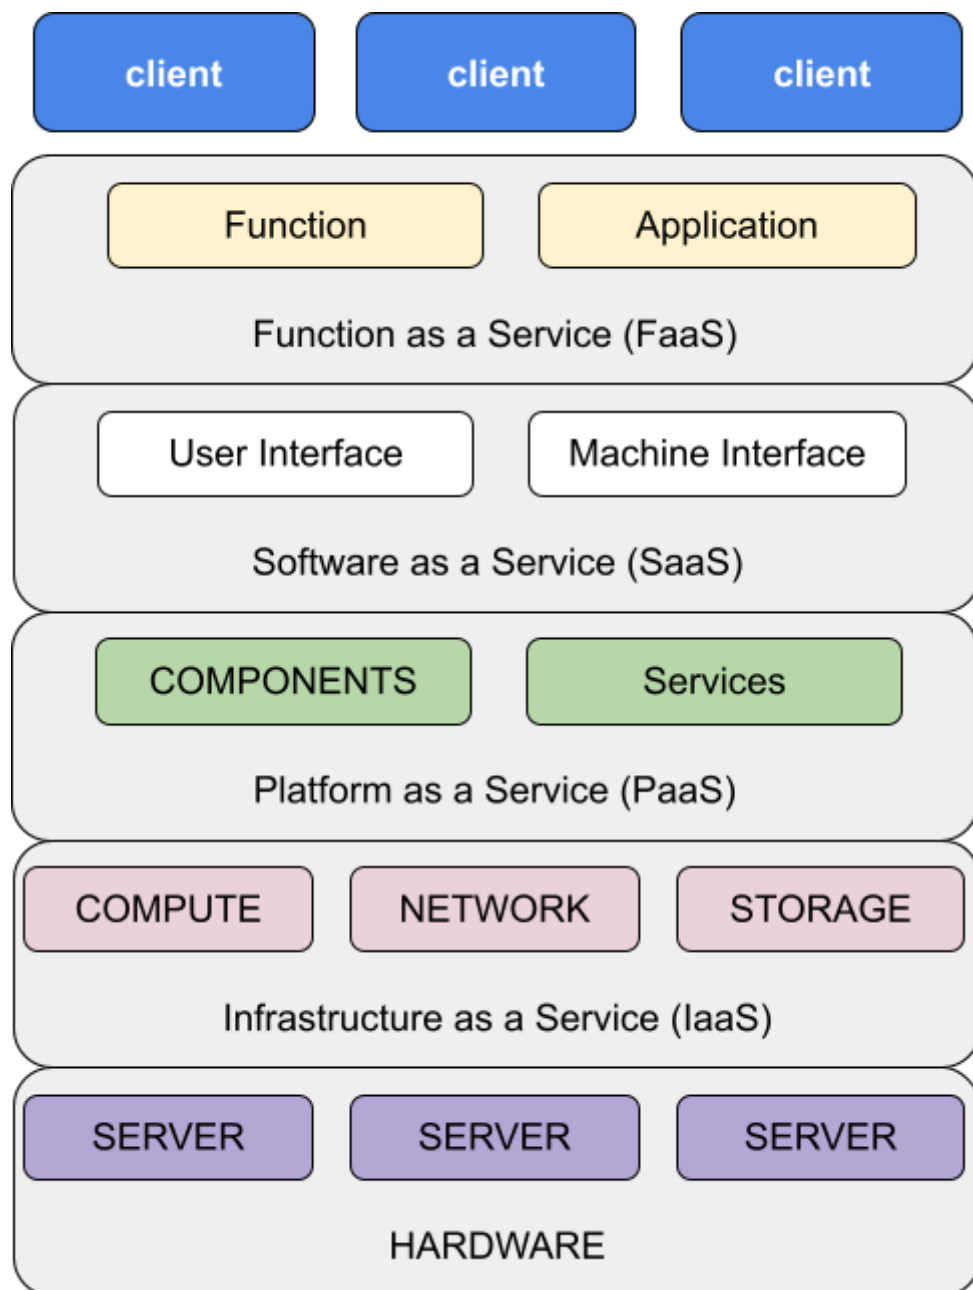 client
client
client
Function
Application
Function as a Service (FaaS)
User Interface
Machine Interface
Software as a Service (SaaS)
COMPONENTS
Services
Platform as a Service (PaaS)
COMPUTE
NETWORK
STORAGE
Infrastructure as a Service (IaaS)
SERVER
SERVER
SERVER
HARDWARE